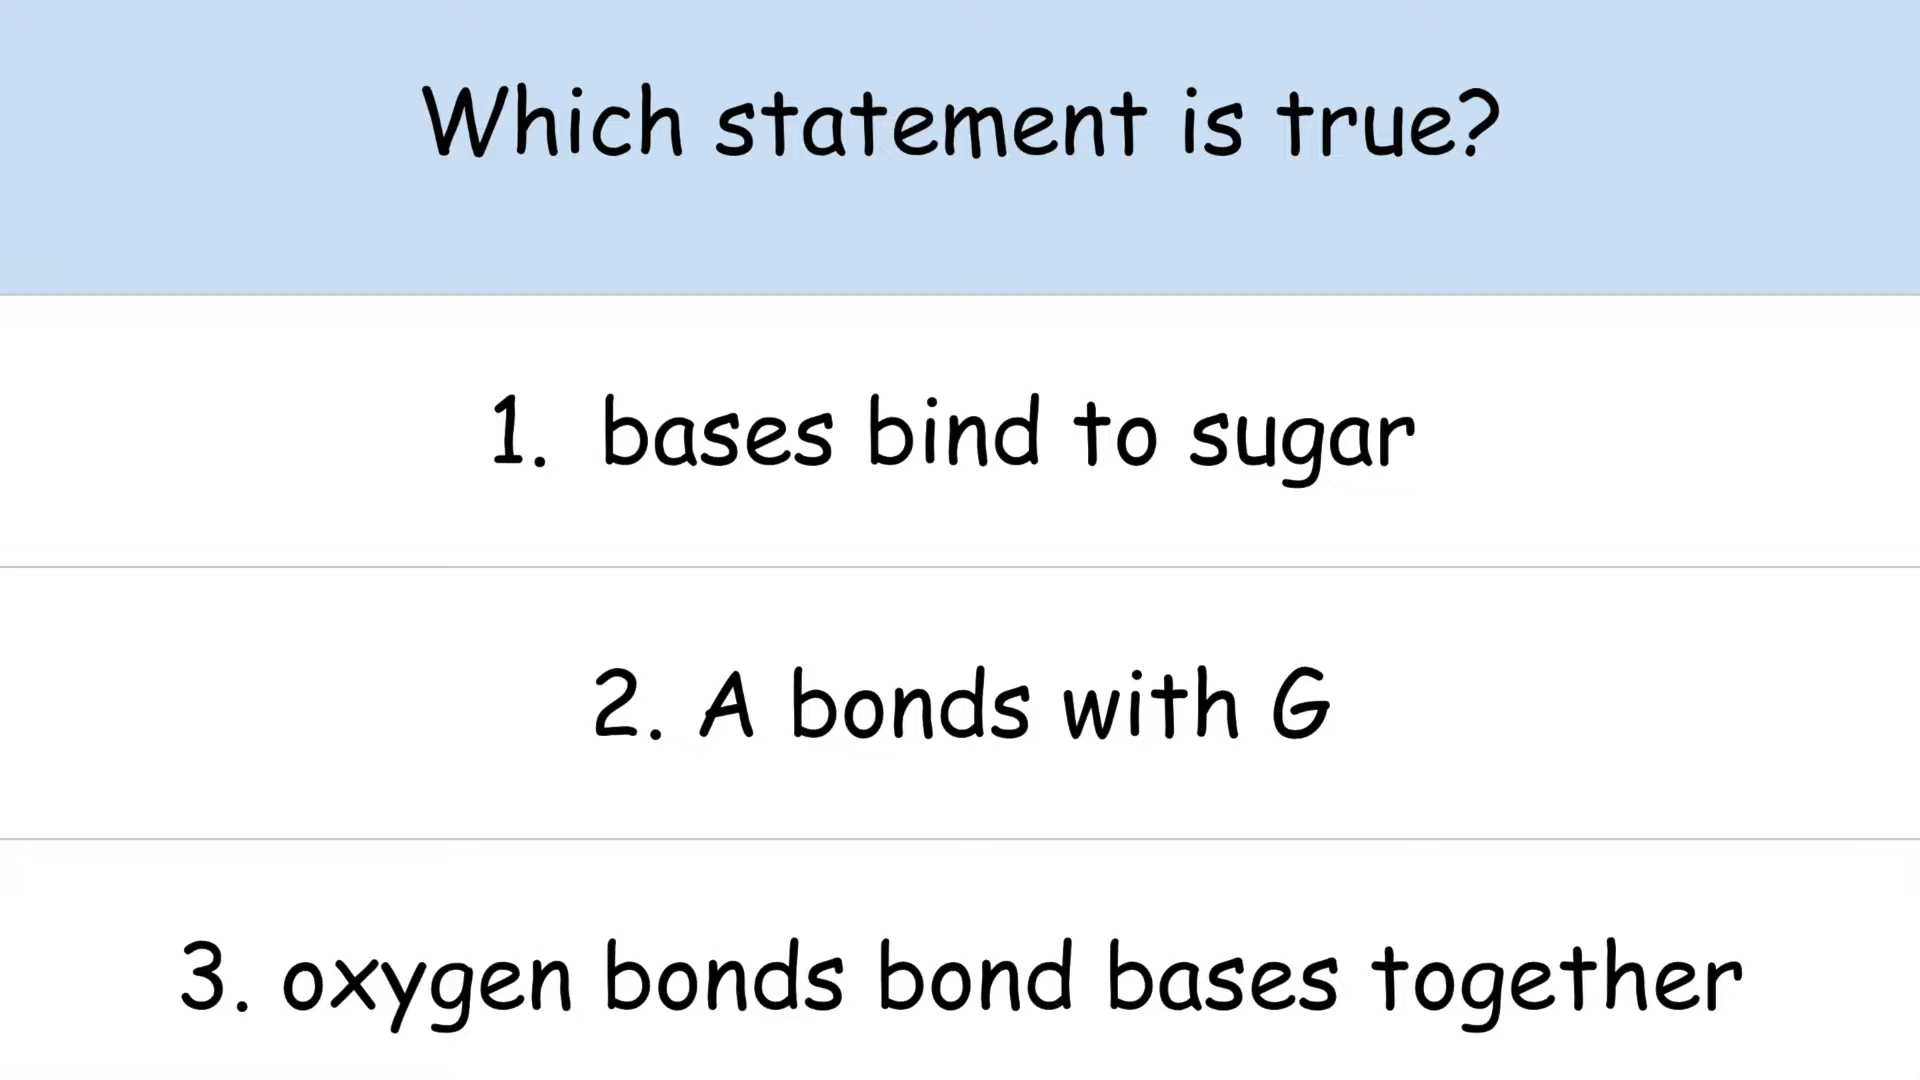 Which statement is true?
1. bases bind to sugar
2. A bonds with G
3. oxygen bonds bond bases together